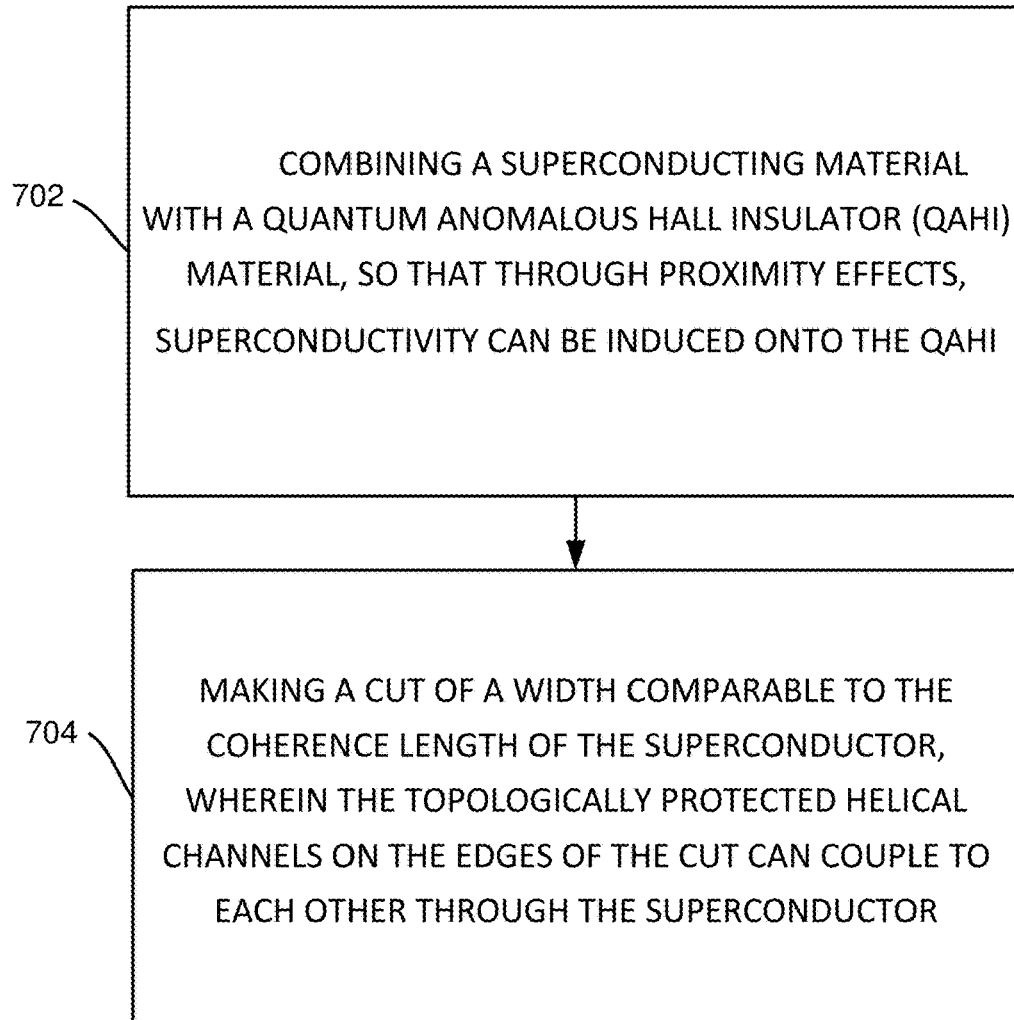 702
COMBINING A SUPERCONDUCTING MATERIAL
WITH A QUANTUM ANOMALOUS HALL INSULATOR (QAHI)
MATERIAL, SO THAT THROUGH PROXIMITY EFFECTS,
SUPERCONDUCTIVITY CAN BE INDUCED ONTO THE QAHI
704
MAKING A CUT OF A WIDTH COMPARABLE TO THE
COHERENCE LENGTH OF THE SUPERCONDUCTOR,
WHEREIN THE TOPOLOGICALLY PROTECTED HELICAL
CHANNELS ON THE EDGES OF THE CUT CAN COUPLE TO
EACH OTHER THROUGH THE SUPERCONDUCTOR